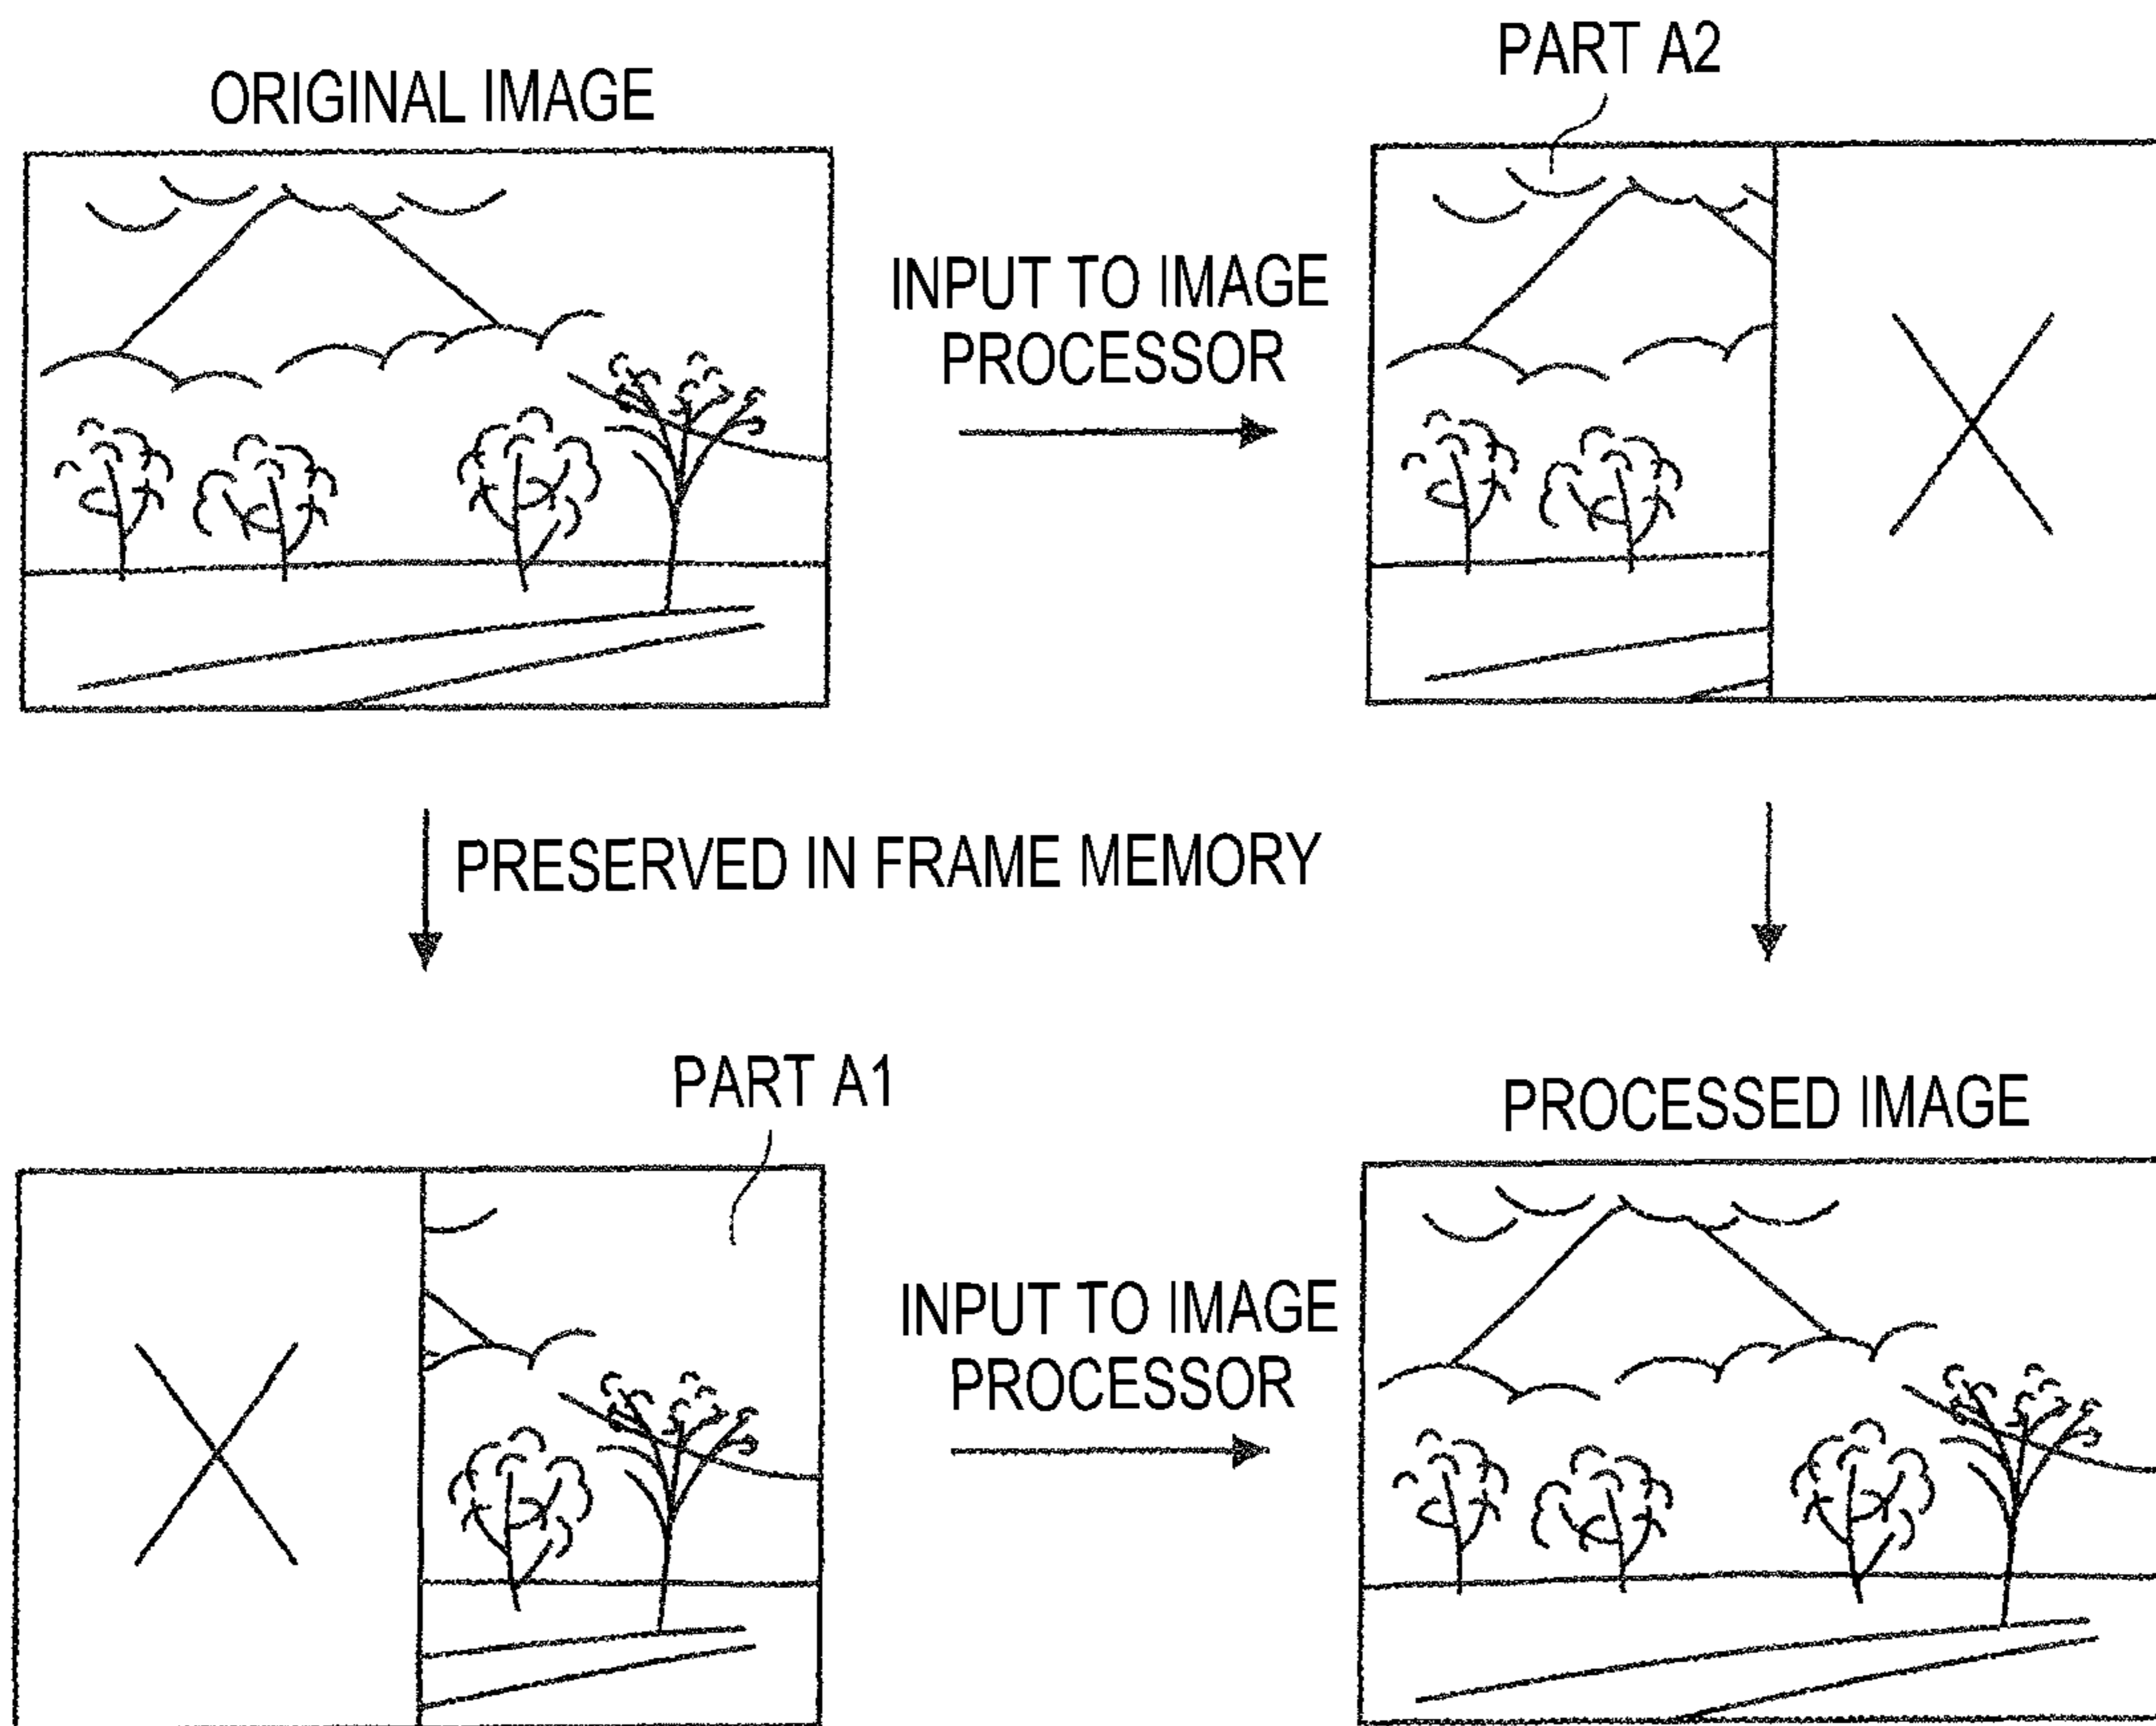 ORIGINAL IMAGE
PART A2
INPUT TO IMAGE
PROCESSOR
PRESERVED IN FRAME MEMORY
PART A1
PROCESSED IMAGE
INPUT TO IMAGE
PROCESSOR